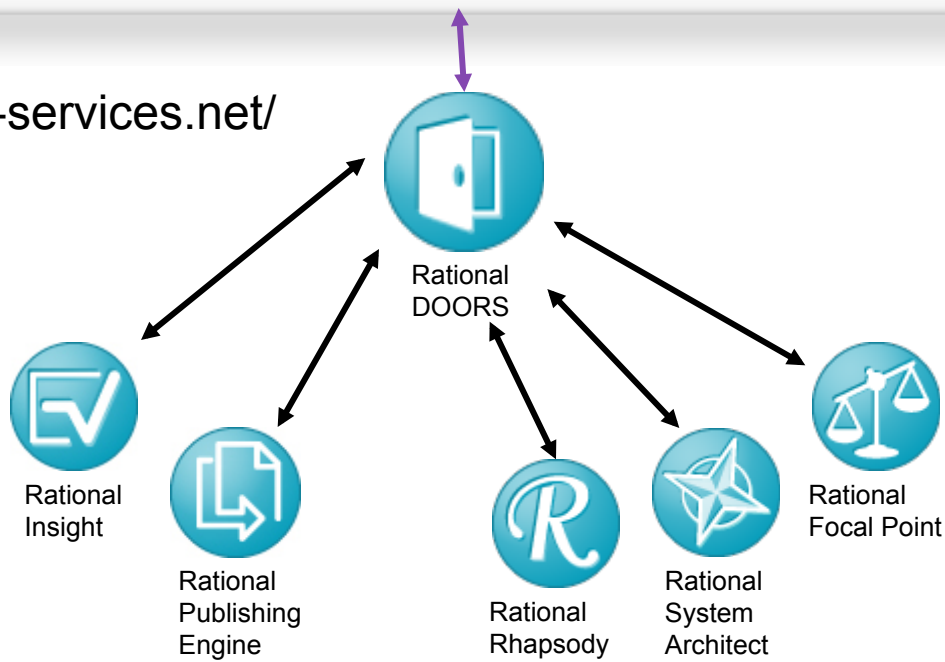 -services.net/
Rational
DOORS
Rational
Insight
Rational
Publishing
Engine
Rational
Rhapsody
Rational
System
Architect
Rational
Focal Point